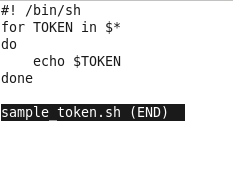 #! /bin/sh
for TOKEN in $*
do
    echo $TOKEN
done
sample_token.sh (END)